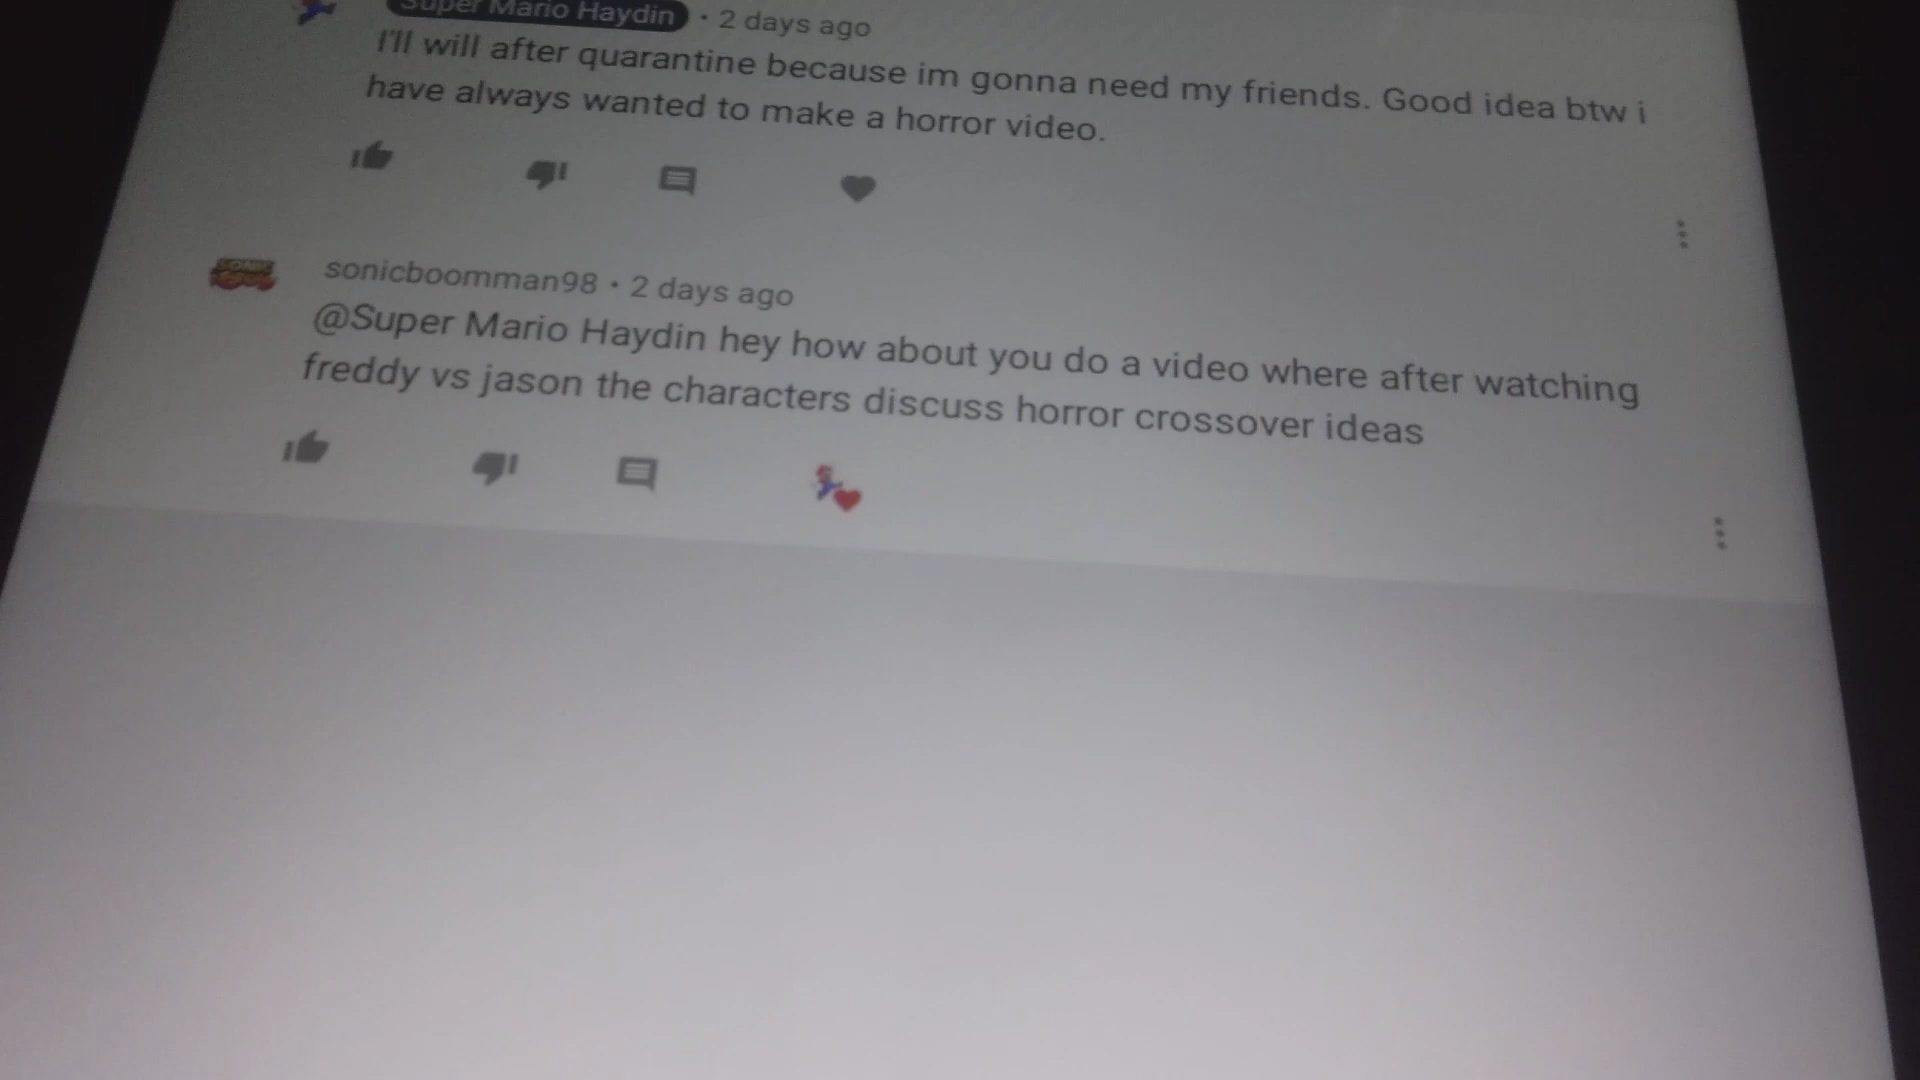 Super Mario Haydin • 2 days ago
I'll will after quarantine because im gonna need my friends. Good idea btw i
have always wanted to make a horror video.
sonicboomman98 • 2 days ago
@Super Mario Haydin hey how about you do a video where after watching
freddy vs jason the characters discuss horror crossover ideas